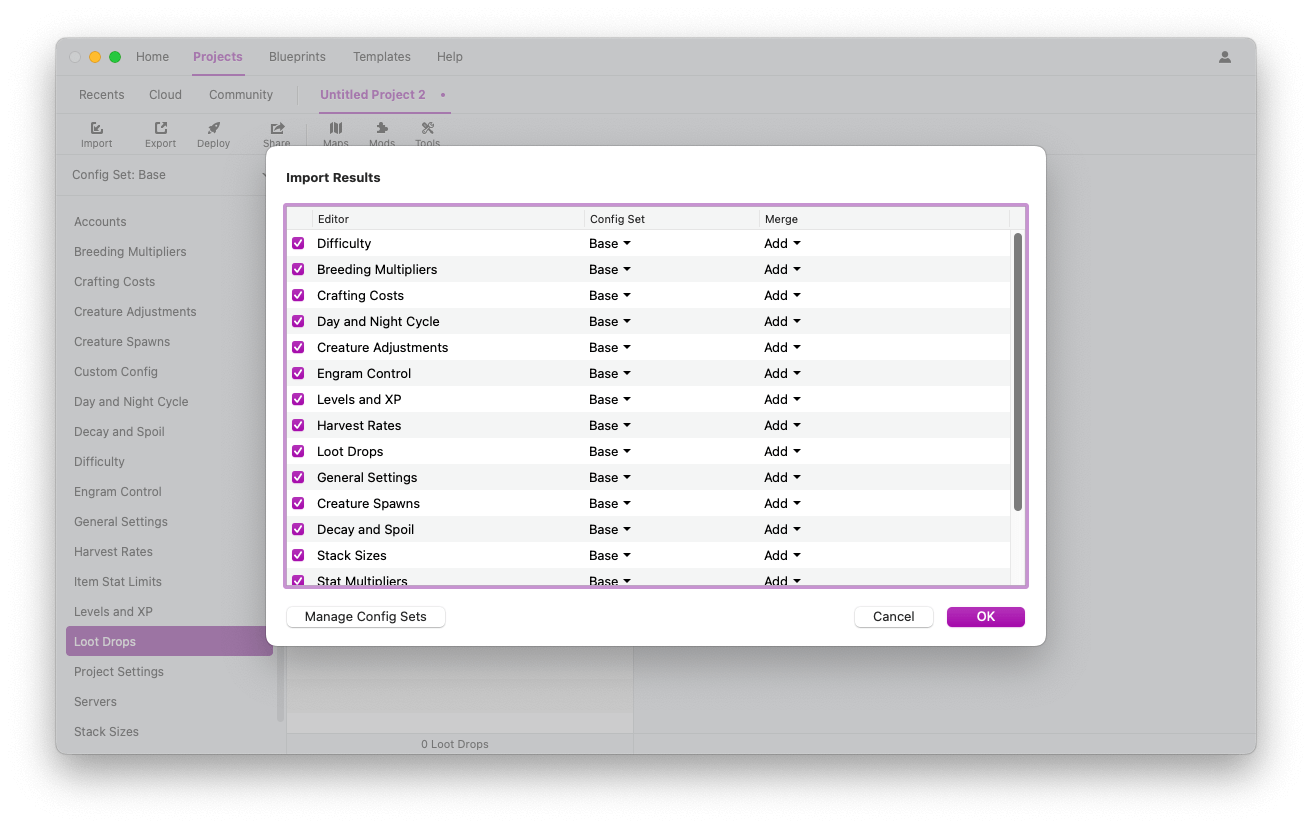 Home Projects Blueprints Templates Help
Recents Cloud Community Untitled Project 2 •
Import Export Deploy Share Maps Mods Tools
Config Set: Base
Accounts
Breeding Multipliers
Crafting Costs
Creature Adjustments
Creature Spawns
Custom Config
Day and Night Cycle
Decay and Spoil
Difficulty
Engram Control
General Settings
Harvest Rates
Item Stat Limits
Levels and XP
Loot Drops
Project Settings
Servers
Stack Sizes
Import Results
Editor Config Set Merge
Difficulty Base Add
Breeding Multipliers Base Add
Crafting Costs Base Add
Day and Night Cycle Base Add
Creature Adjustments Base Add
Engram Control Base Add
Levels and XP Base Add
Harvest Rates Base Add
Loot Drops Base Add
General Settings Base Add
Creature Spawns Base Add
Decay and Spoil Base Add
Stack Sizes Base Add
Stat Multipliers Base Add
Manage Config Sets Cancel OK
0 Loot Drops